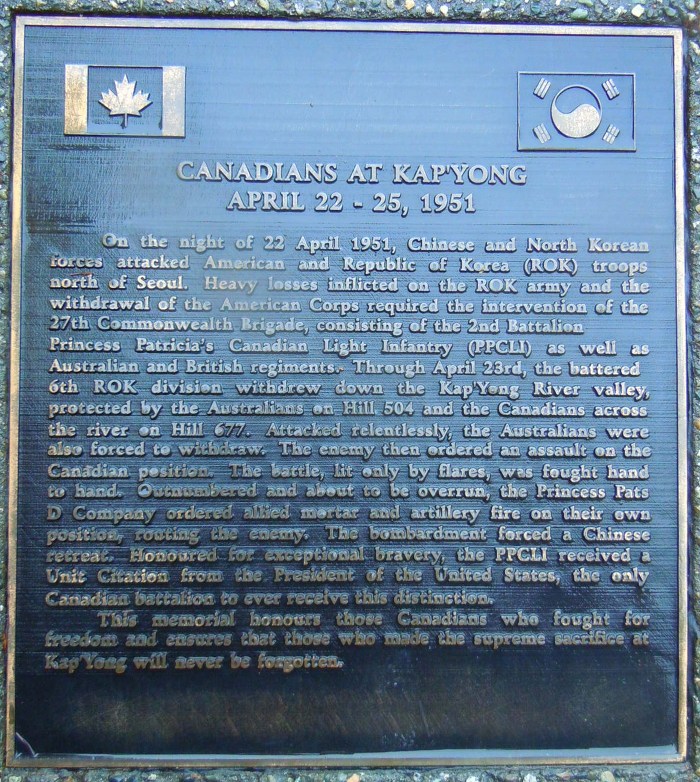 CANADIANS AT KAP'YONG
APRIL 22 - 25, 1951
On the night of 22 April 1951, Chinese and North Korean
forces attacked American and Republic of Korea (ROK) troops
north of Seoul. Heavy losses inflicted on the ROK army and the
withdrawal of the American Corps required the intervention of the
27th Commonwealth Brigade, consisting of the 2nd Battalion
Princess Patricia's Canadian Light Infantry (PPCLI) as well as
Australian and British regiments. Through April 23rd, the battered
6th ROK division withdrew down the Kap'Yong River valley,
protected by the Australians on Hill 504 and the Canadians across
the river on Hill 677. Attacked relentlessly, the Australians were
also forced to withdraw. The enemy then ordered an assault on the
Canadian position. The battle, lit only by flares, was fought hand
to hand. Outnumbered and about to be overrun, the Princess Pats
D Company ordered allied mortar and artillery fire on their own
position, routing the enemy. The bombardment forced a Chinese
retreat. Honoured for exceptional bravery, the PPCLI received a
Unit Citation from the President of the United States, the only
Canadian battalion to ever receive this distinction.
This memorial honours those Canadians who fought for
freedom and ensures that those who made the supreme sacrifice at
Kap'Yong will never be forgotten.